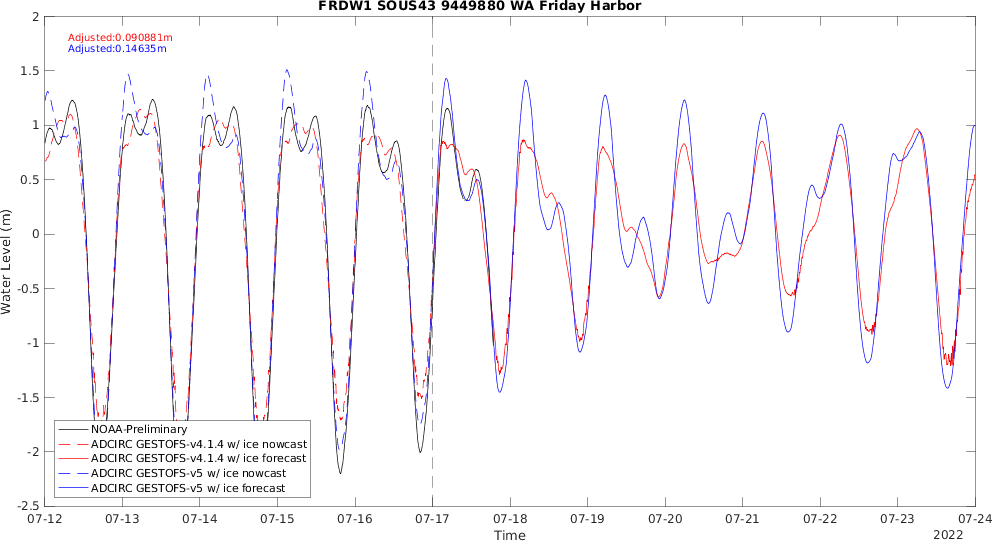 FRDW1 SOUS43 9449880 WA Friday Harbor
Adjusted:0.090881m
Adjusted:0.14635m
2
1.5
1
0.5
0
-0.5
-1
-1.5
-2
-2.5
Water Level (m)
NOAA-Preliminary
ADCIRC GESTOFS-v4.1.4 w/ ice nowcast
ADCIRC GESTOFS-v4.1.4 w/ ice forecast
ADCIRC GESTOFS-v5 w/ ice nowcast
ADCIRC GESTOFS-v5 w/ ice forecast
07-12 07-13 07-14 07-15 07-16 07-17 07-18 07-19 07-20 07-21 07-22 07-23 07-24
Time
2022